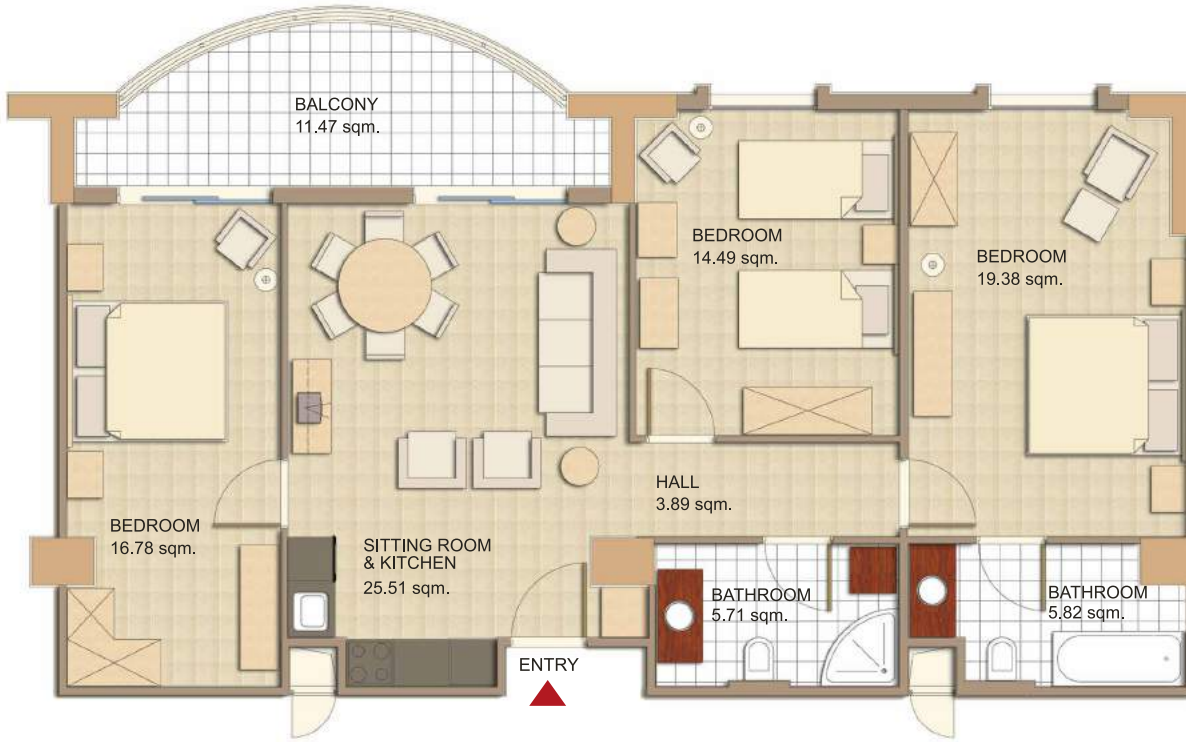 BALCONY
11.47 sqm.
BEDROOM
14.49 sqm.
BEDROOM
19.38 sqm.
HALL
3.89 sqm.
BEDROOM
16.78 sqm.
SITTING ROOM
& KITCHEN
25.51 sqm.
BATHROOM
5.71 sqm.
BATHROOM
5.82 sqm.
ENTRY